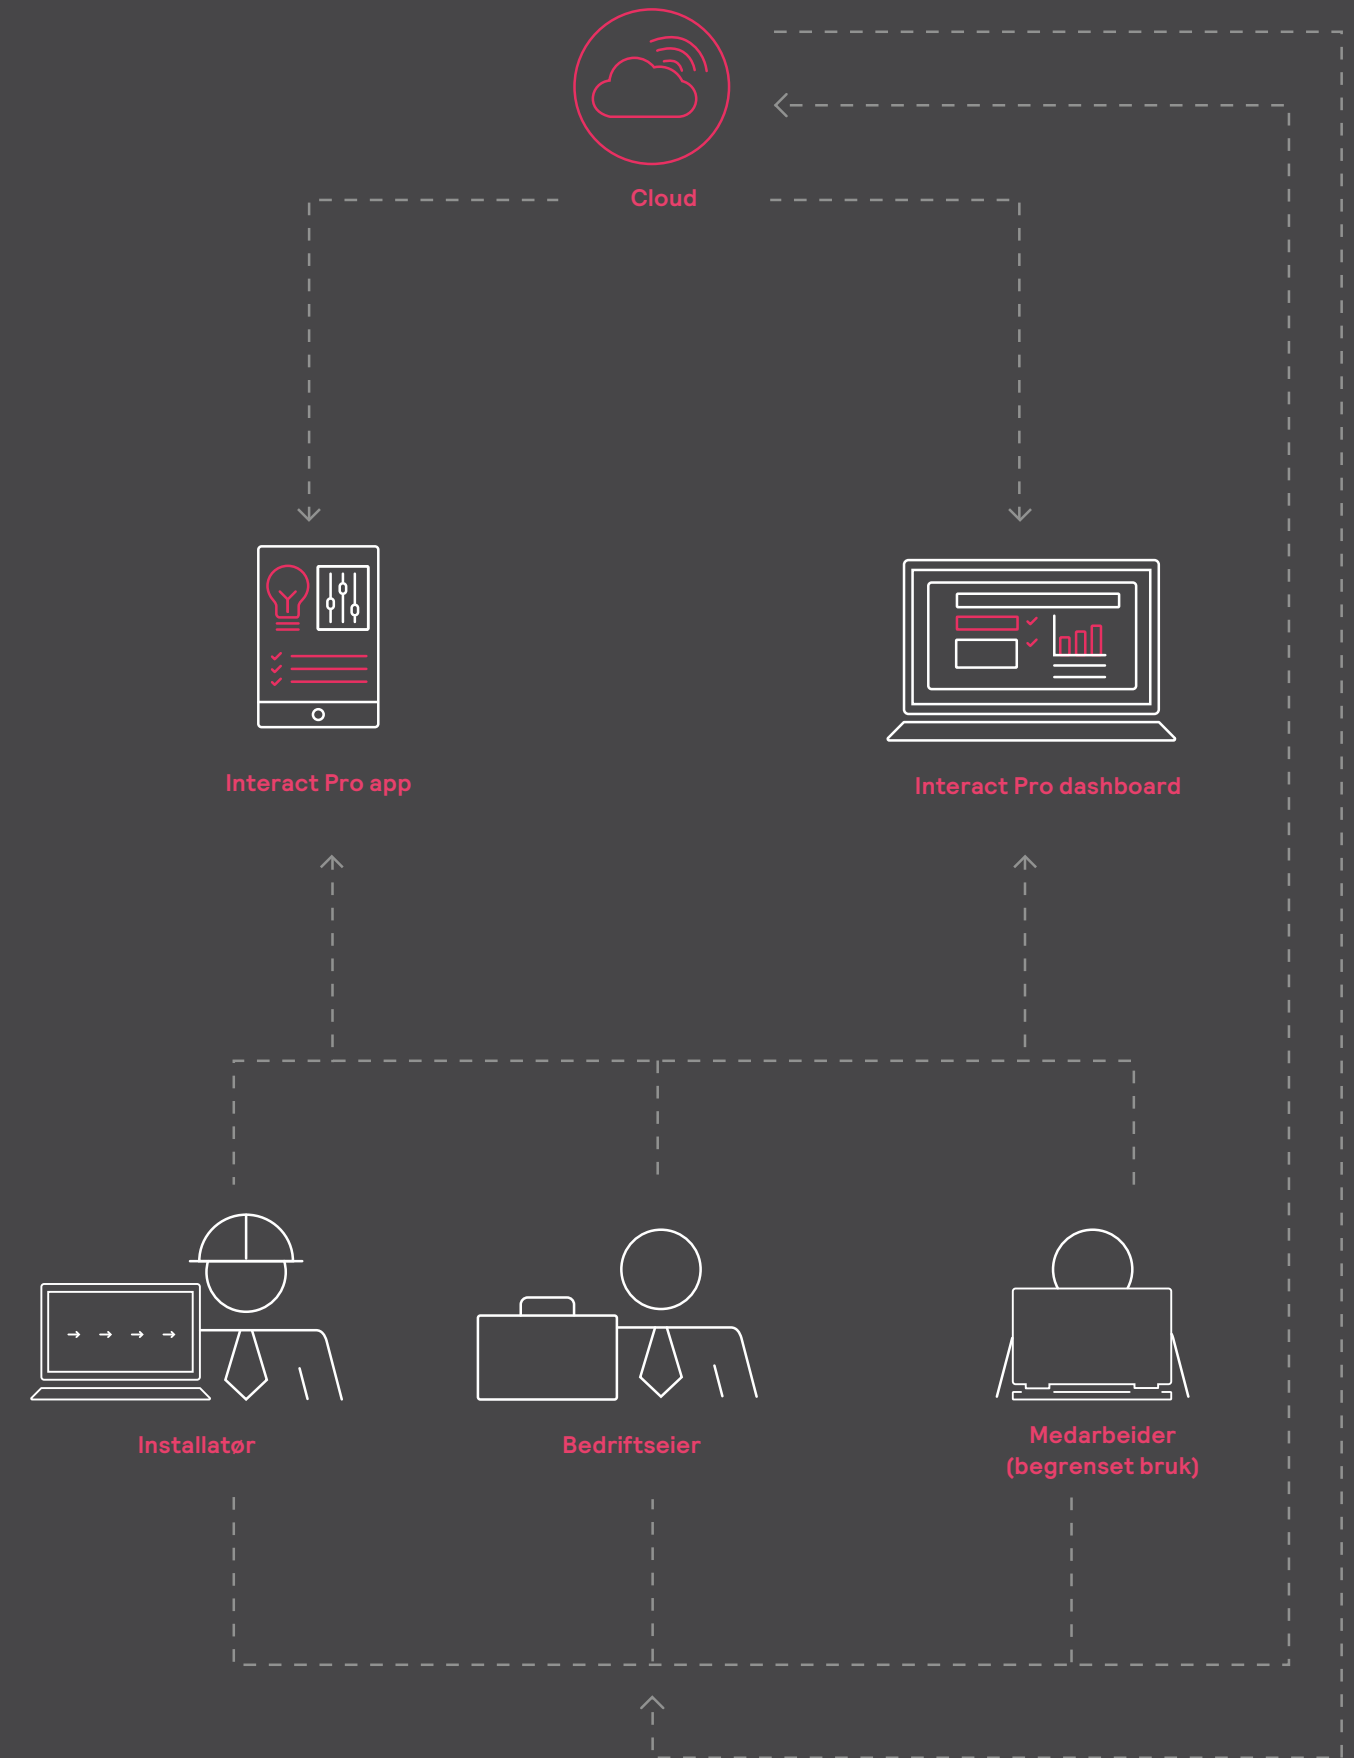 Cloud
Interact Pro app
Interact Pro dashboard
Installatør
Bedriftseier
Medarbeider
(begrenset bruk)